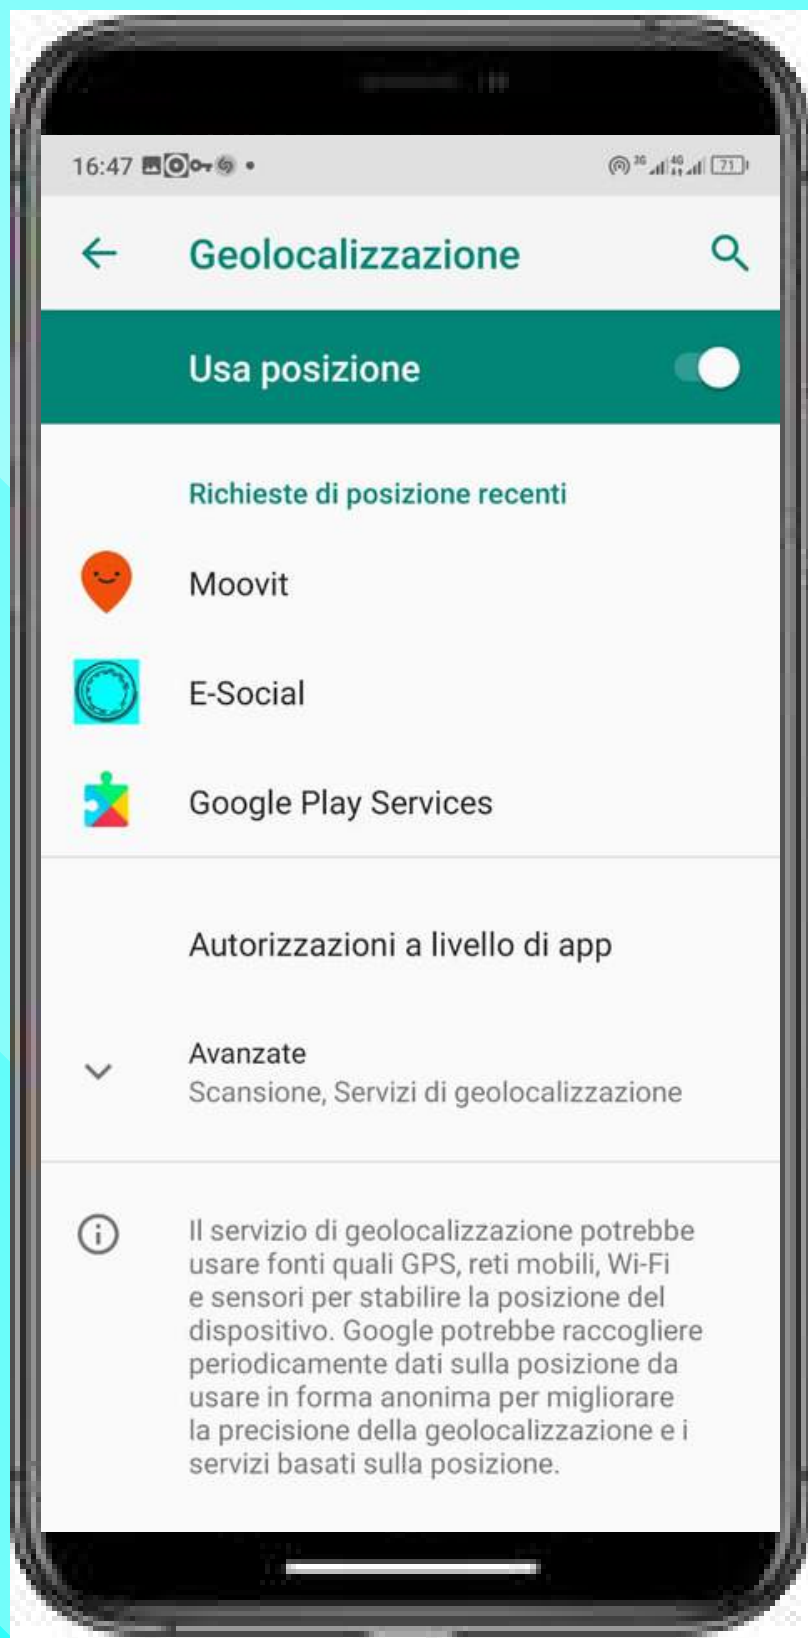 16:47
3G 4G 71
Geolocalizzazione
Usa posizione
Richieste di posizione recenti
Moovit
E-Social
Google Play Services
Autorizzazioni a livello di app
Avanzate
Scansione, Servizi di geolocalizzazione
Il servizio di geolocalizzazione potrebbe
usare fonti quali GPS, reti mobili, Wi-Fi
e sensori per stabilire la posizione del
dispositivo. Google potrebbe raccogliere
periodicamente dati sulla posizione da
usare in forma anonima per migliorare
la precisione della geolocalizzazione e i
servizi basati sulla posizione.